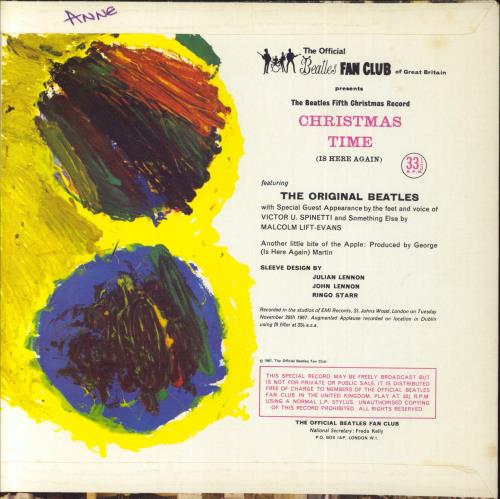 ANNE
The Official
Beatles FAN CLUB of Great Britain
presents
The Beatles Fifth Christmas Record
CHRISTMAS
TIME
(IS HERE AGAIN)
33⅓
R.P.M.
featuring
THE ORIGINAL BEATLES
with Special Guest Appearance by the feet and voice of
VICTOR U. SPINETTI and Something Else by
MALCOLM LIFT-EVANS
Another little bite of the Apple: Produced by George
(Is Here Again) Martin
SLEEVE DESIGN BY
JULIAN LENNON
JOHN LENNON
RINGO STARR
Recorded in the studios of EMI Records, St. Johns Wood, London on Tuesday
November 28th 1967. Augmented Applause recorded on location in Dublin
using
© 1967, The Official Beatles Fan Club
THIS SPECIAL RECORD MAY BE FREELY BROADCAST BUT
IS NOT FOR PRIVATE OR PUBLIC SALE. IT IS DISTRIBUTED
FREE OF CHARGE TO MEMBERS OF THE OFFICIAL BEATLES
FAN CLUB IN THE UNITED KINGDOM. PLAY AT 33⅓ R.P.M.
USING A NORMAL L.P. STYLUS. UNAUTHORISED COPYING
OF THIS RECORD PROHIBITED. ALL RIGHTS RESERVED.
THE OFFICIAL BEATLES FAN CLUB
National Secretary: Freda Kelly
P.O. BOX 1AP, LONDON W.1.